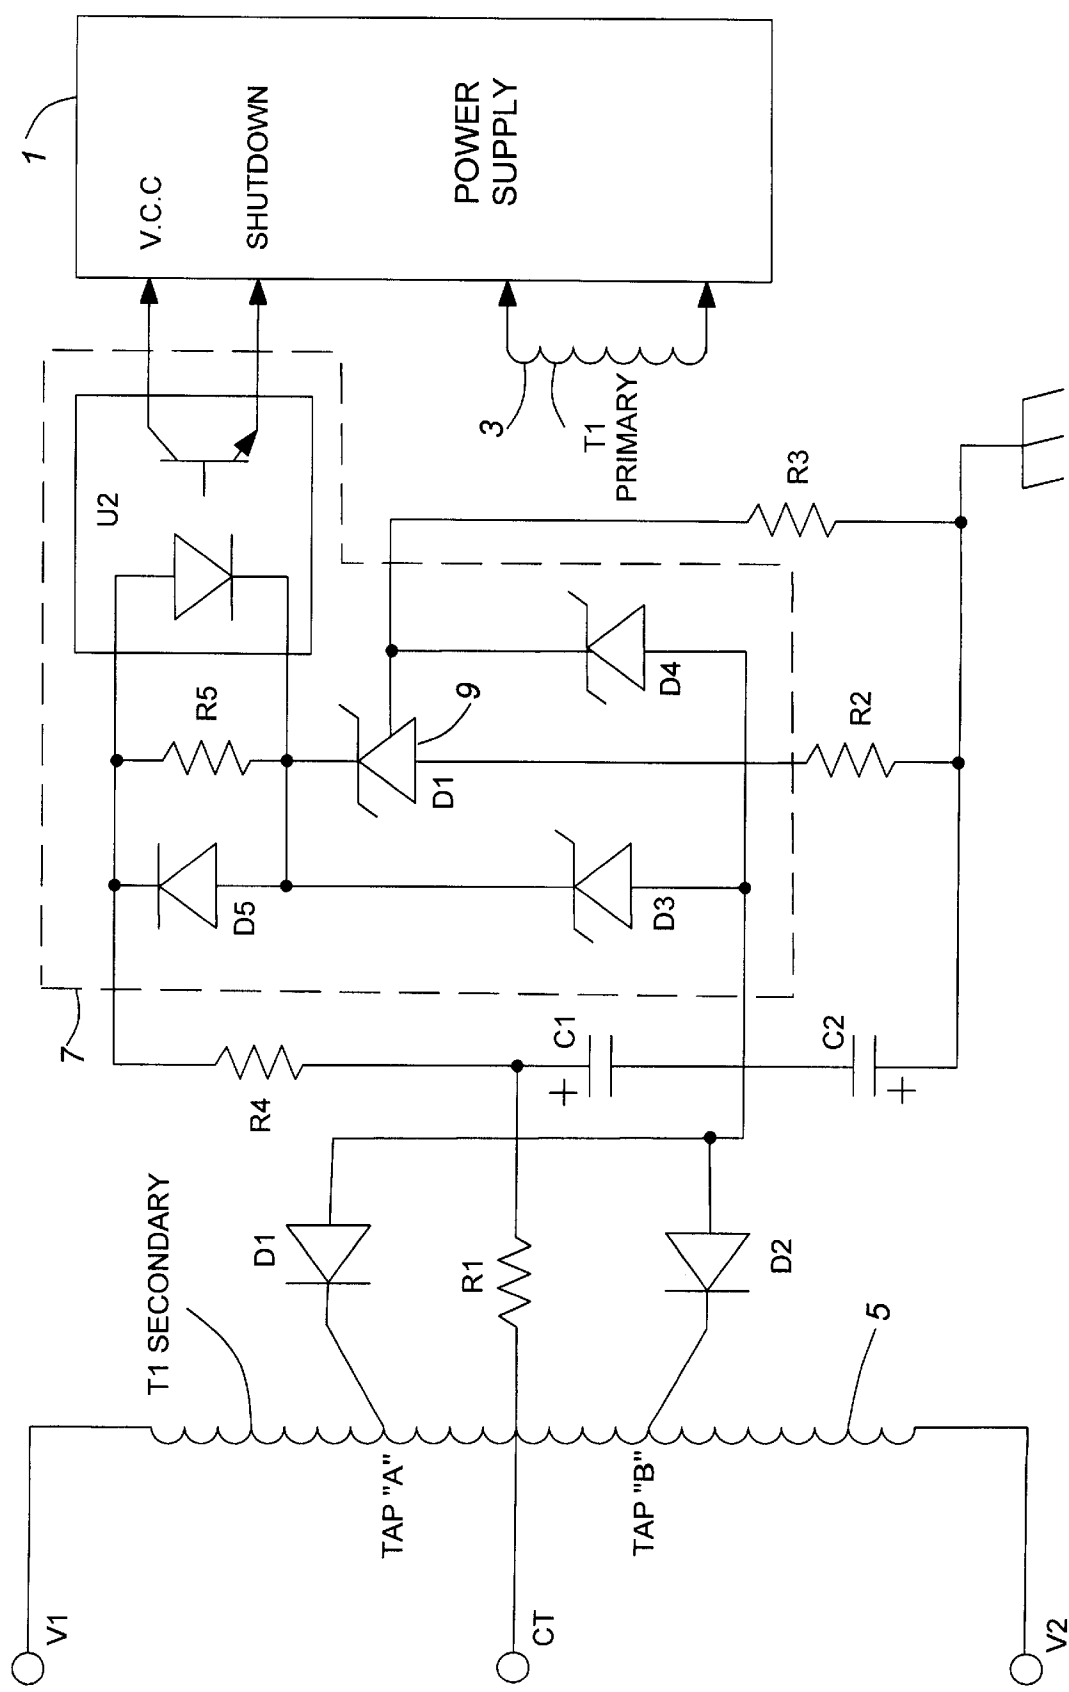 1
V.C.C
SHUTDOWN
POWER
SUPPLY
U2
3
T1
PRIMARY
R3
R5
9
D1
D4
R2
D5
D3
7
C1
C2
+
+
R4
T1 SECONDARY
D1
R1
D2
5
TAP "A"
TAP "B"
V1
CT
V2